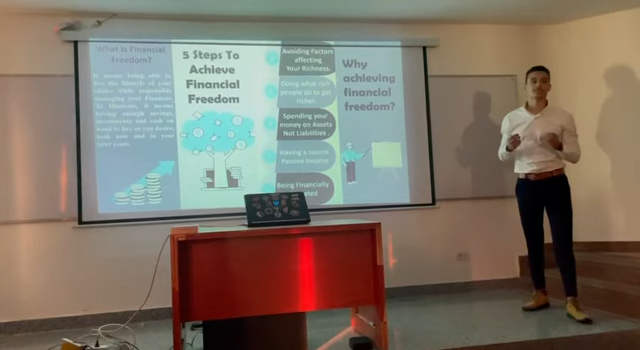 What is Financial
Freedom?
It means being able to
live the lifestyle of your
choice while responsible
managing your Finances.
having enough savings,
investments and cash on
hand to live as you desire,
both now and in your
later years.
5 Steps To
Achieve
Financial
Freedom
Avoiding Factors
affecting
Your Richness.
Doing what rich
people do to get
richer.
Spending your
money on Assets
Not Liabilities.
Having a source
Passive Income
Being Financially
Why
achieving
financial
freedom?